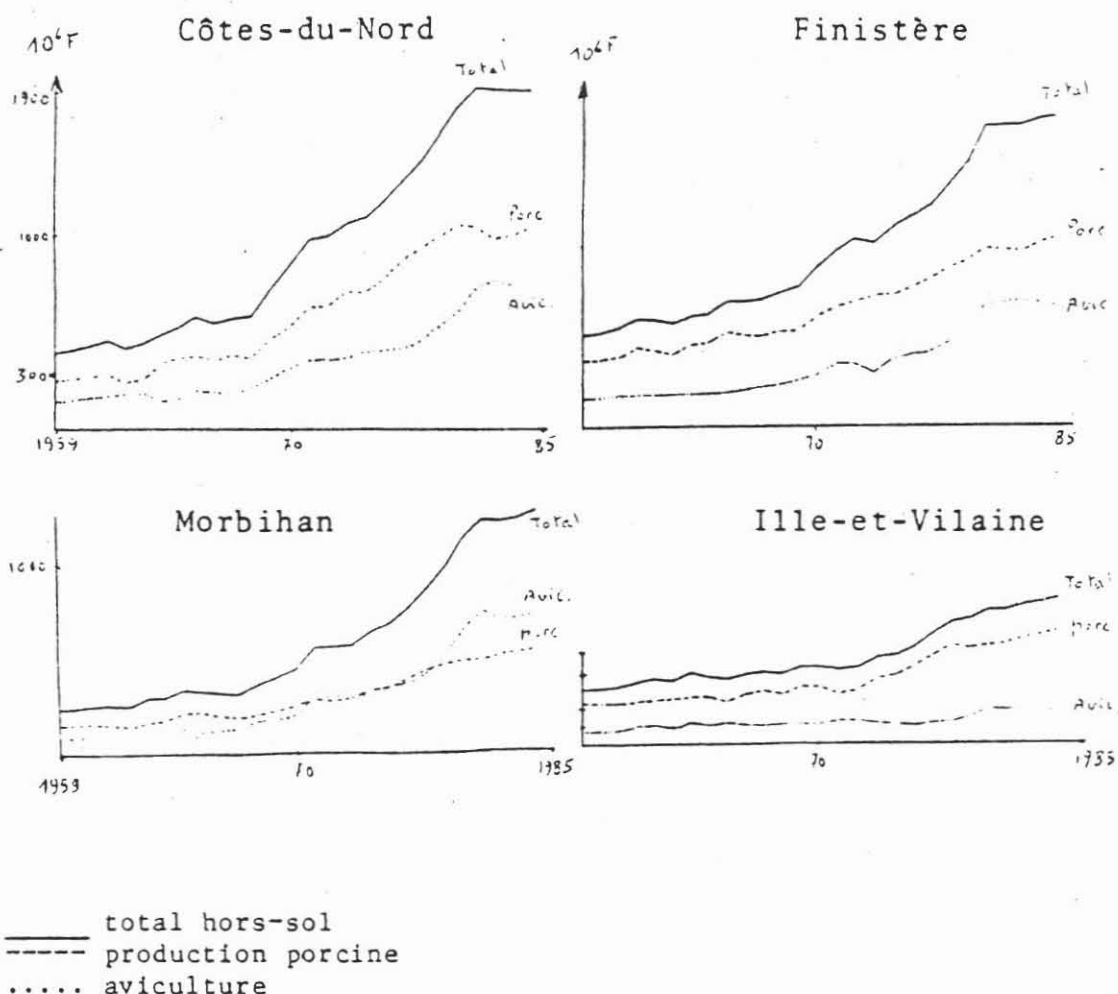 Côtes-du-Nord
10⁶F
Total
1900
Porc
1000
Avic.
300
1959
70
85
Finistère
10⁶F
Total
Porc
Avic
70
85
Morbihan
Total
1000
Avic.
porc
1959
70
1985
Ille-et-Vilaine
Total
porc
Avic
70
total hors-sol
production porcine
aviculture